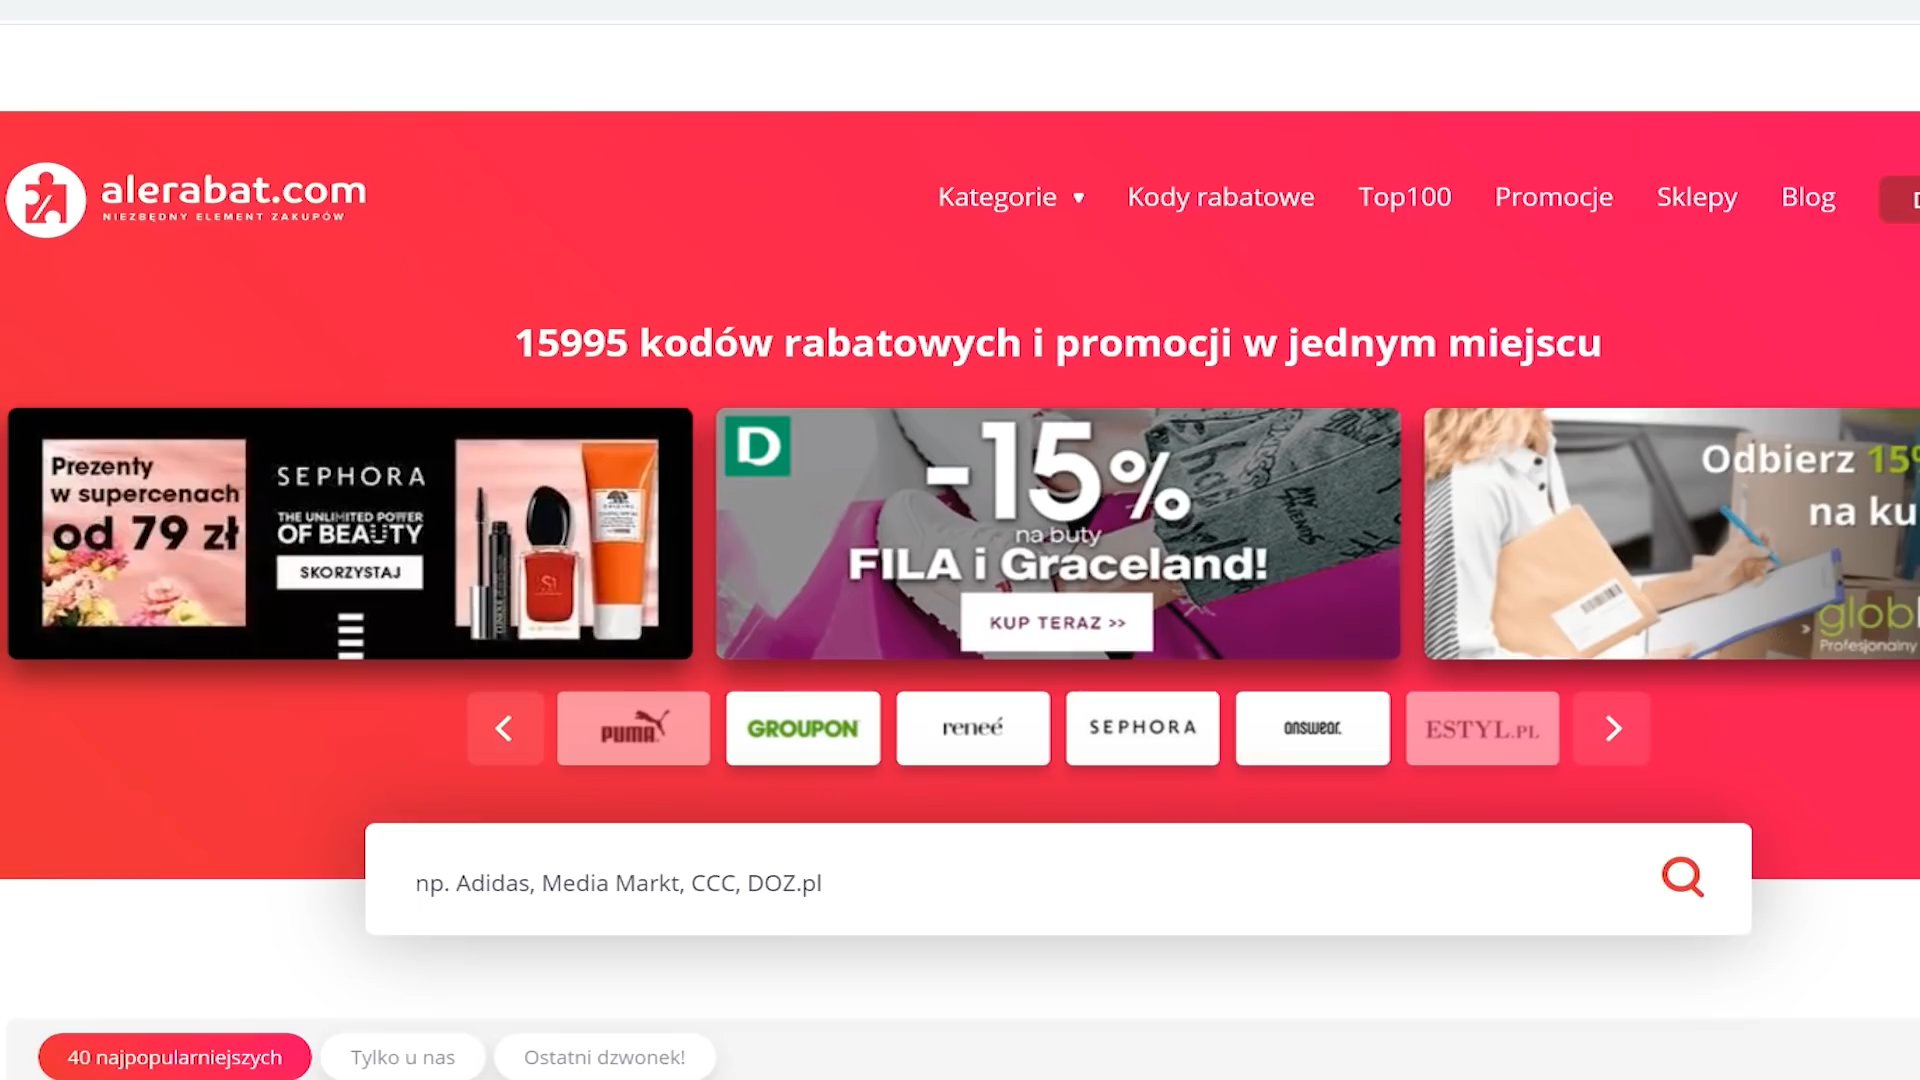 alerabat.com
NIEZBĘDNY ELEMENT ZAKUPÓW
Kategorie
Kody rabatowe
Top100
Promocje
Sklepy
Blog
15995 kodów rabatowych i promocji w jednym miejscu
Prezenty
w supercenach
od 79 zł
SEPHORA
THE UNLIMITED POWER
OF BEAUTY
SKORZYSTAJ
D
-15%
na buty
FILA i Graceland!
KUP TERAZ >>
Odbierz 15%
na ku
globk
Profesjonalny
PUMA
GROUPON
reneé
SEPHORA
answear.
ESTYL.PL
np. Adidas, Media Markt, CCC, DOZ.pl
40 najpopularniejszych
Tylko u nas
Ostatni dzwonek!